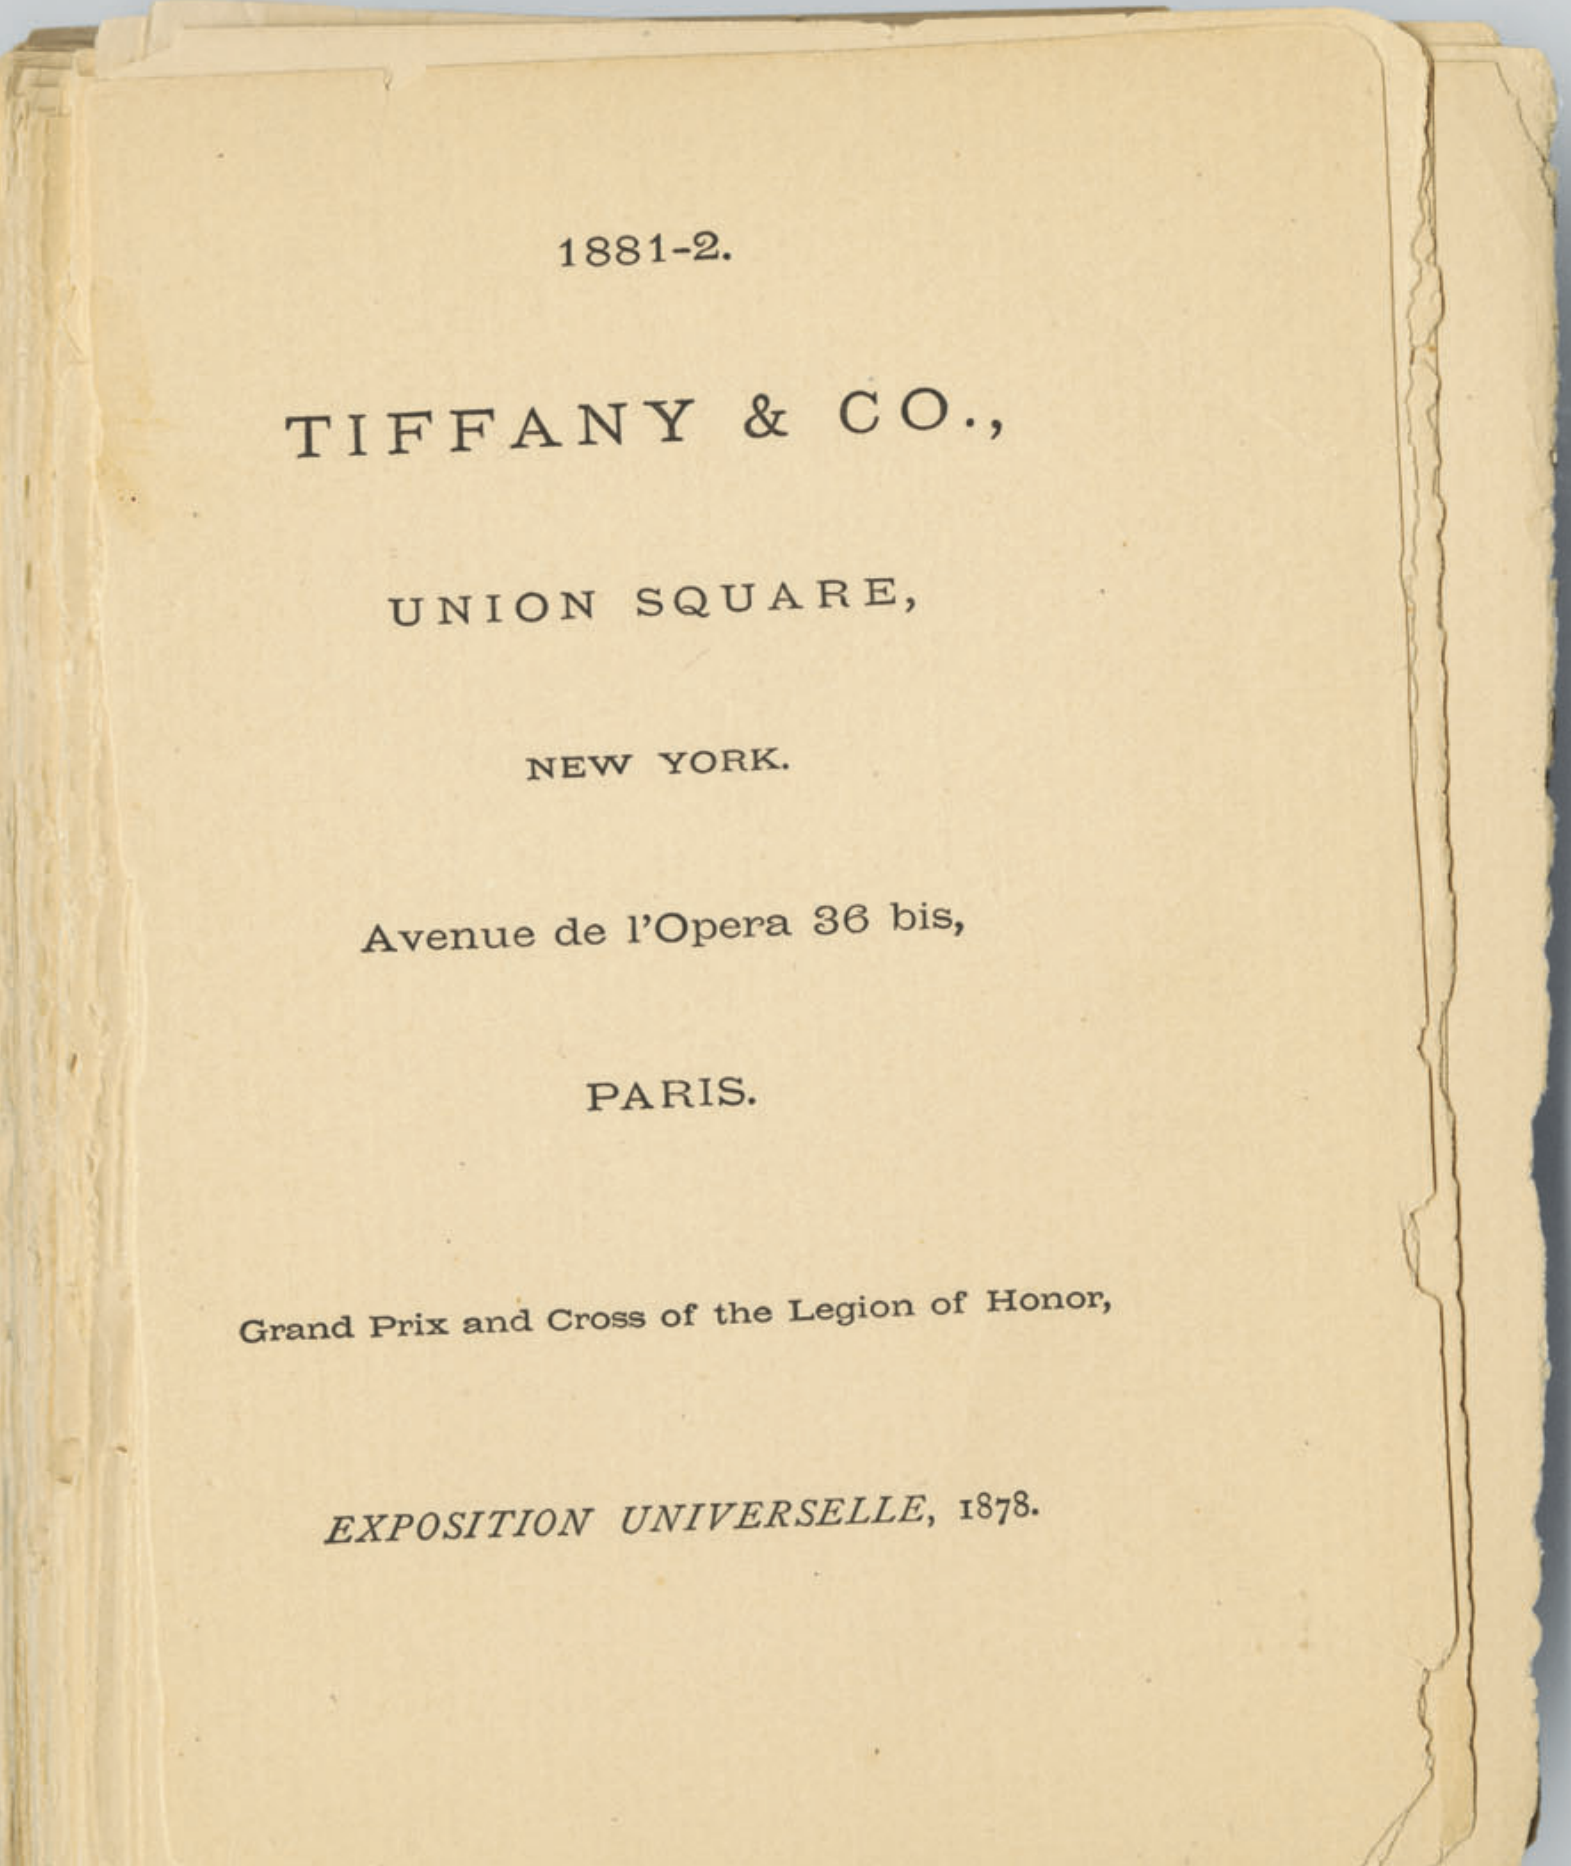 1881-2.
TIFFANY & CO.,
UNION SQUARE,
NEW YORK.
Avenue de l'Opera 36 bis,
PARIS.
Grand Prix and Cross of the Legion of Honor,
EXPOSITION UNIVERSELLE, 1878.